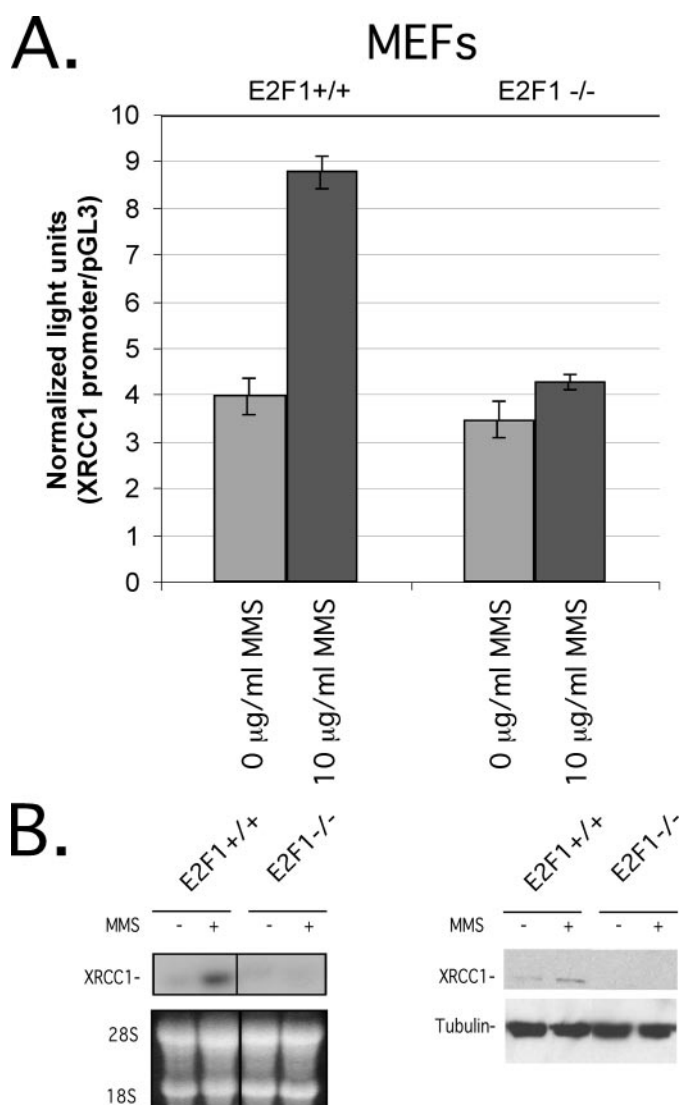 A.
MEFs
E2F1+/+ E2F1 -/-
Normalized light units
(XRCC1 promoter/pGL3)
10
9
8
7
6
5
4
3
2
1
0
0 μg/ml MMS
10 μg/ml MMS
0 μg/ml MMS
10 μg/ml MMS
B.
E2F1+/+ E2F1-/-
MMS - + - +
XRCC1-
28S
18S
E2F1+/+ E2F1-/-
MMS - + - +
XRCC1-
Tubulin-